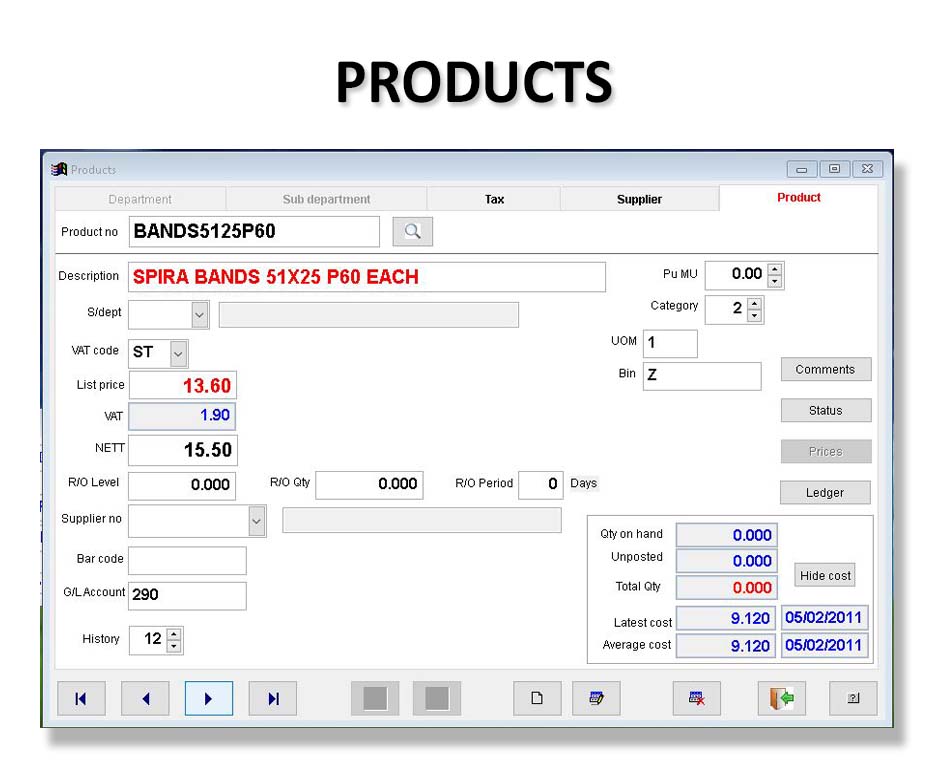 PRODUCTS
Products
Department Sub department Tax Supplier Product
Product no BANDS5125P60
Description SPIRA BANDS 51X25 P60 EACH Pu MU 0.00
S/dept Category 2
VAT code ST UOM 1
List price 13.60 Bin Z Comments
VAT 1.90 Status
NETT 15.50 Prices
R/O Level 0.000 R/O Qty 0.000 R/O Period 0 Days Ledger
Supplier no
Qty on hand 0.000
Bar code Unposted 0.000
G/L Account 290 Total Qty 0.000 Hide cost
Latest cost 9.120 05/02/2011
History 12 Average cost 9.120 05/02/2011
?